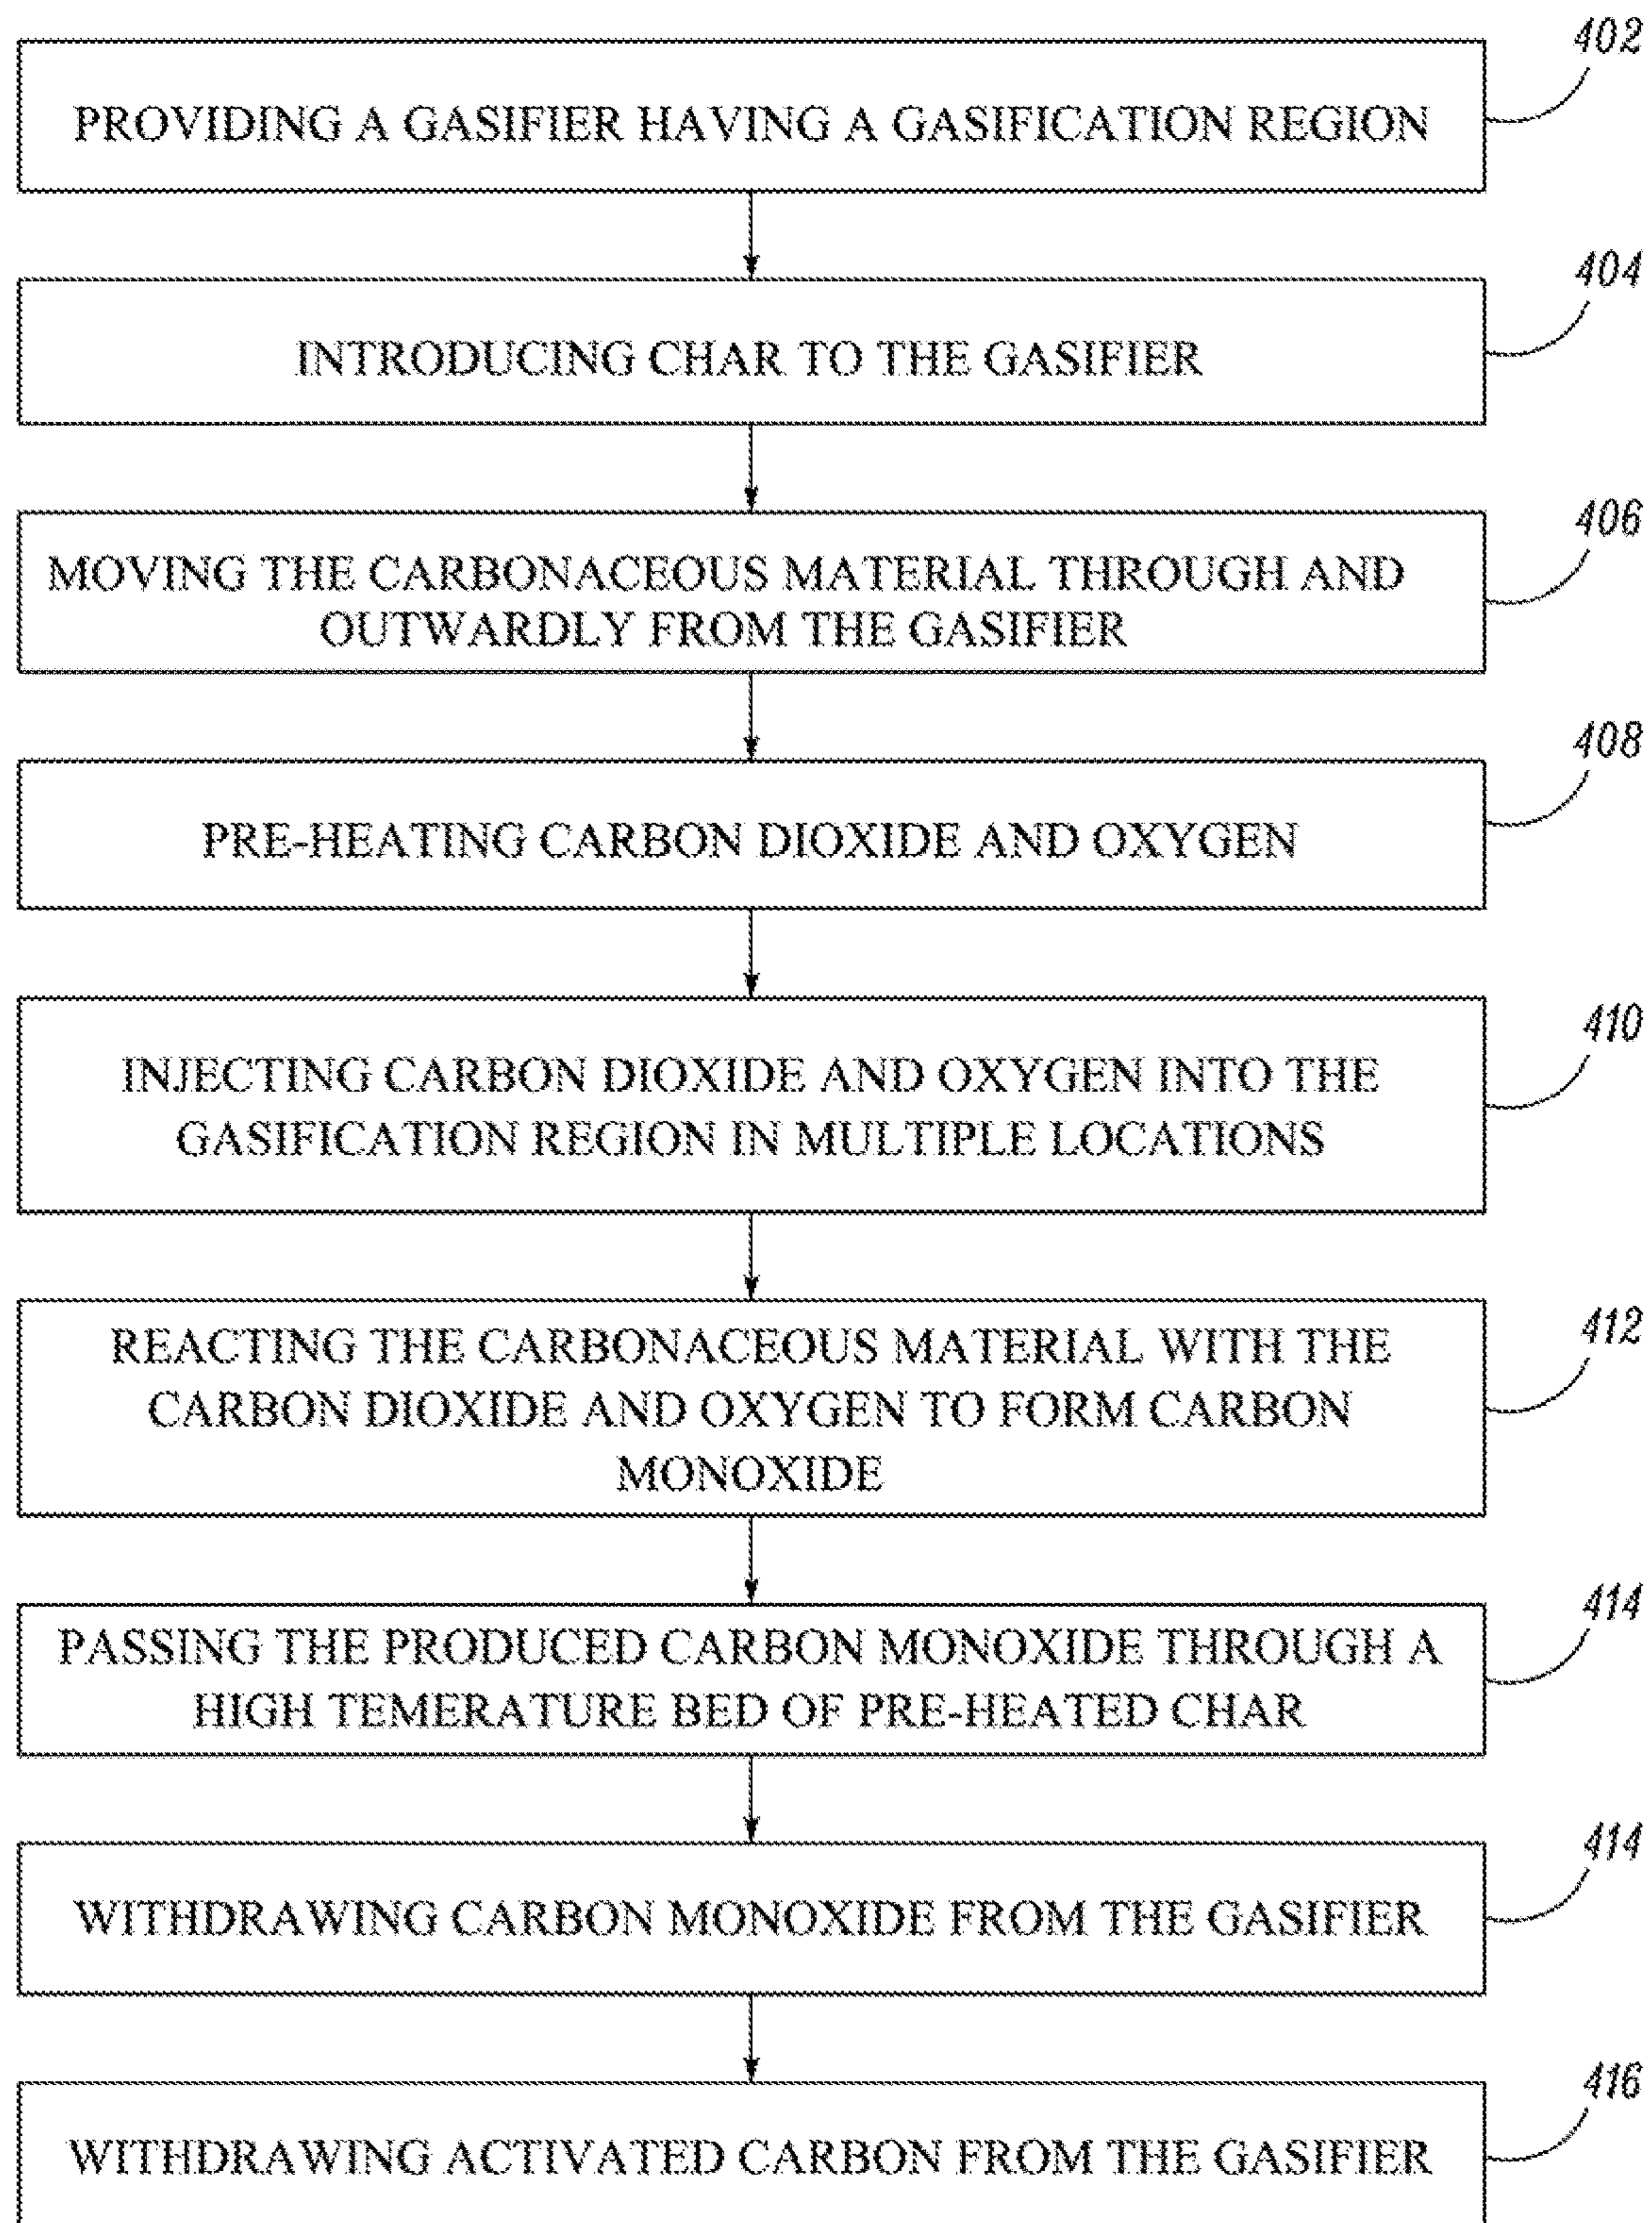 402
PROVIDING A GASIFIER HAVING A GASIFICATION REGION
404
INTRODUCING CHAR TO THE GASIFIER
406
MOVING THE CARBONACEOUS MATERIAL THROUGH AND
OUTWARDLY FROM THE GASIFIER
408
PRE-HEATING CARBON DIOXIDE AND OXYGEN
410
INJECTING CARBON DIOXIDE AND OXYGEN INTO THE
GASIFICATION REGION IN MULTIPLE LOCATIONS
412
REACTING THE CARBONACEOUS MATERIAL WITH THE
CARBON DIOXIDE AND OXYGEN TO FORM CARBON
MONOXIDE
414
PASSING THE PRODUCED CARBON MONOXIDE THROUGH A
HIGH TEMERATURE BED OF PRE-HEATED CHAR
414
WITHDRAWING CARBON MONOXIDE FROM THE GASIFIER
416
WITHDRAWING ACTIVATED CARBON FROM THE GASIFIER